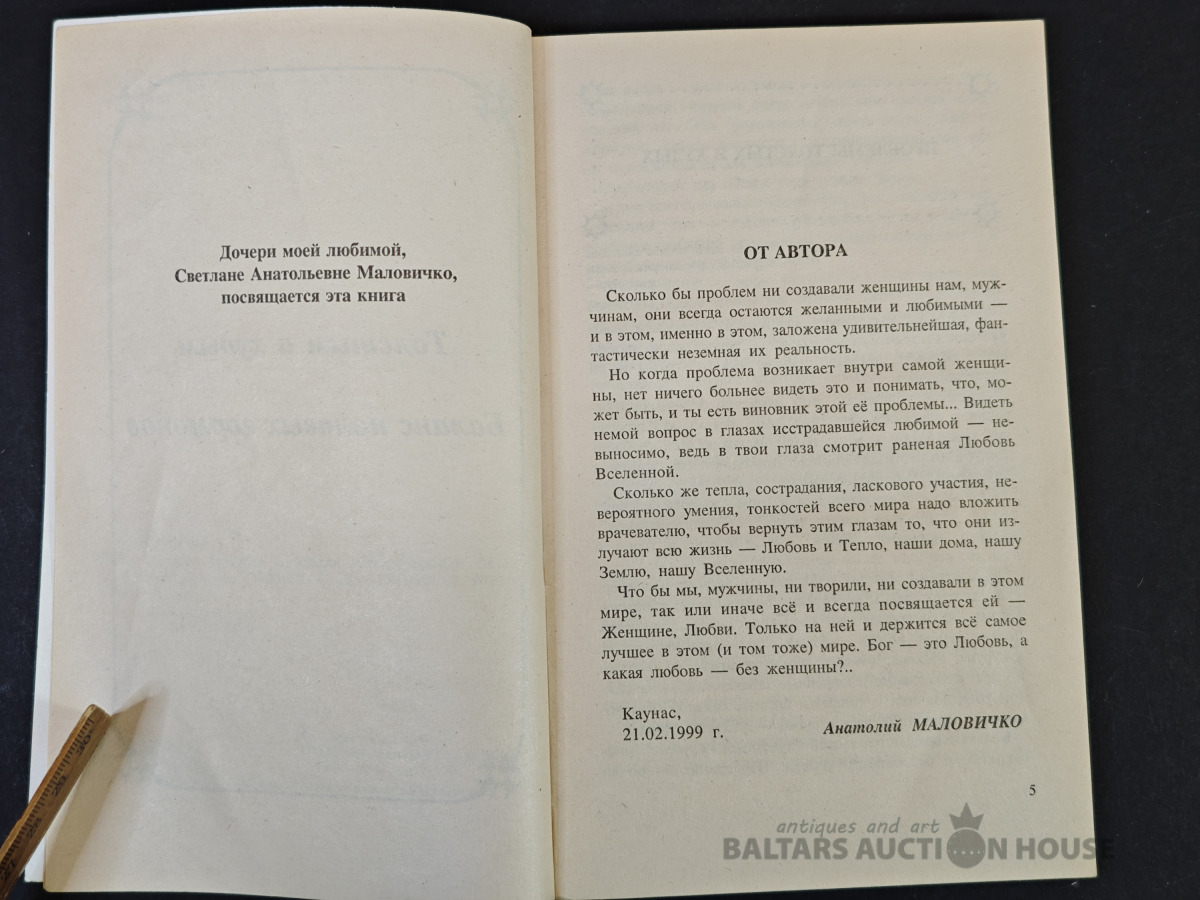 Дочери моей любимой,
Светлане Анатольевне Маловичко,
посвящается эта книга
ОТ АВТОРА
Сколько бы проблем ни создавали женщины нам, муж-
чинам, они всегда остаются желанными и любимыми —
и в этом, именно в этом, заложена удивительнейшая, фан-
тастически неземная их реальность.
Но когда проблема возникает внутри самой женщи-
ны, нет ничего больнее видеть это и понимать, что, мо-
жет быть, и ты есть виновник этой её проблемы... Видеть
немой вопрос в глазах исстрадавшейся любимой — не-
выносимо, ведь в твои глаза смотрит раненая Любовь
Вселенной.
Сколько же тепла, сострадания, ласкового участия, не-
вероятного умения, тонкостей всего мира надо вложить
врачевателю, чтобы вернуть этим глазам то, что они из-
лучают всю жизнь — Любовь и Тепло, наши дома, нашу
Землю, нашу Вселенную.
Что бы мы, мужчины, ни творили, ни создавали в этом
мире, так или иначе всё и всегда посвящается ей —
Женщине, Любви. Только на ней и держится всё самое
лучшее в этом (и том тоже) мире. Бог — это Любовь, а
какая любовь — без женщины?..
Каунас,
21.02.1999 г.
Анатолий МАЛОВИЧКО
5
antiques and art
BALTARS AUCTION HOUSE